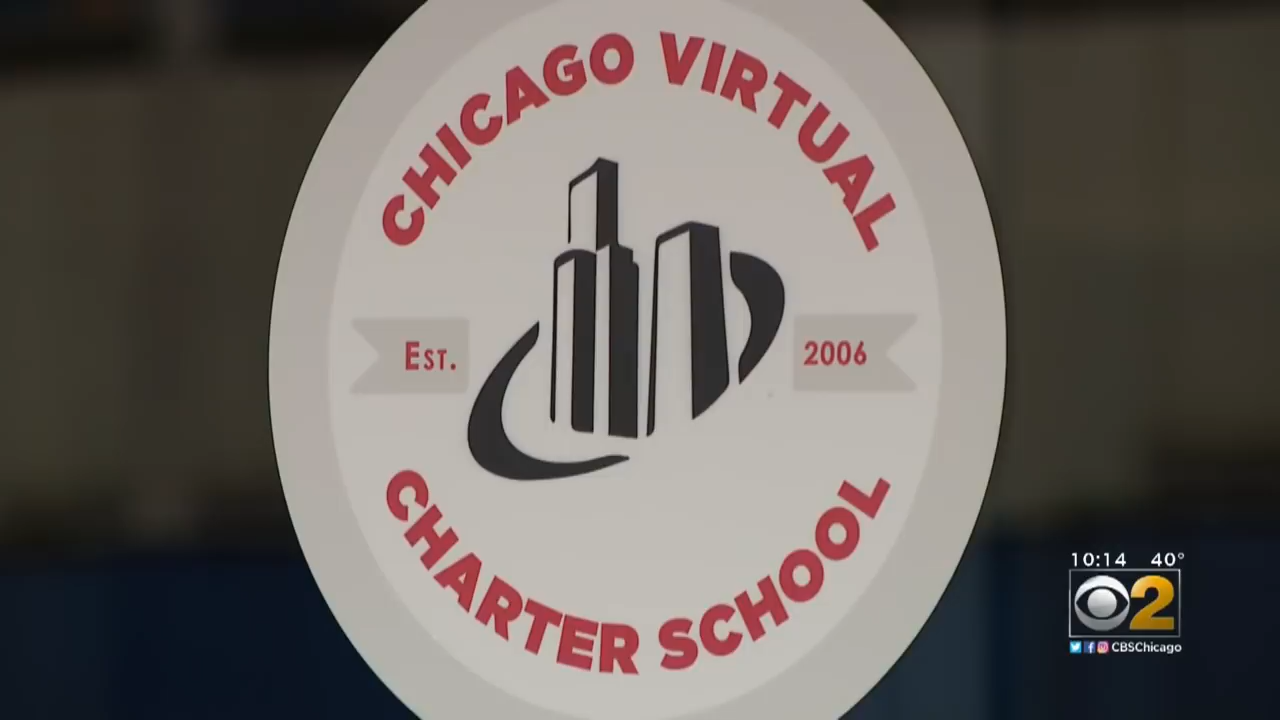 CHICAGO VIRTUAL
EST.
2006
CHARTER SCHOOL
10:14 40°
2
CBSChicago